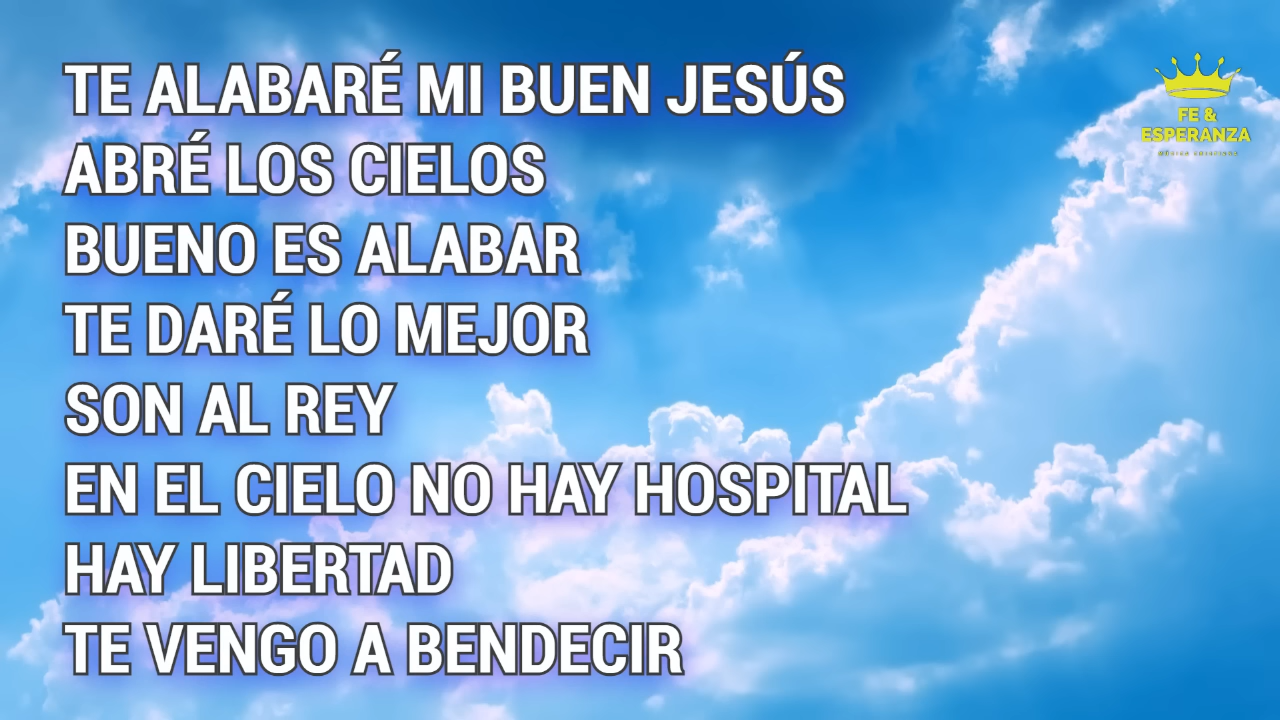 TE ALABARÉ MI BUEN JESÚS
ABRÉ LOS CIELOS
BUENO ES ALABAR
TE DARÉ LO MEJOR
SON AL REY
EN EL CIELO NO HAY HOSPITAL
HAY LIBERTAD
TE VENGO A BENDECIR
FE &
ESPERANZA